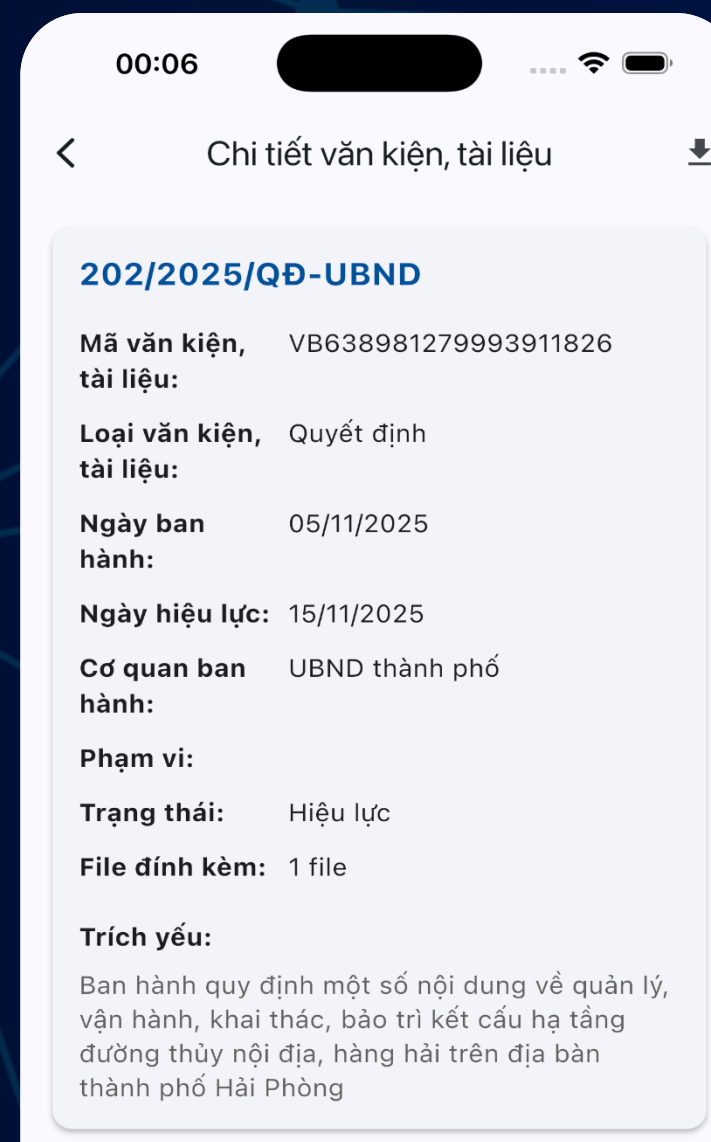 00:06
Chi tiết văn kiện, tài liệu
202/2025/QĐ-UBND
Mã văn kiện, VB638981279993911826
tài liệu:
Loại văn kiện, Quyết định
tài liệu:
Ngày ban 05/11/2025
hành:
Ngày hiệu lực: 15/11/2025
Cơ quan ban UBND thành phố
hành:
Phạm vi:
Trạng thái: Hiệu lực
File đính kèm: 1 file
Trích yếu:
Ban hành quy định một số nội dung về quản lý,
vận hành, khai thác, bảo trì kết cấu hạ tầng
đường thủy nội địa, hàng hải trên địa bàn
thành phố Hải Phòng